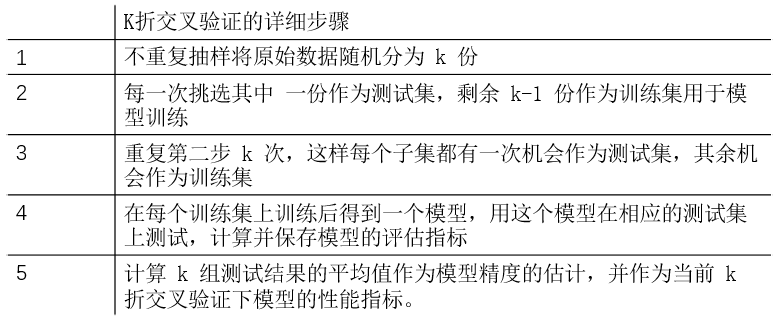 K折交叉验证的详细步骤
1 不重复抽样将原始数据随机分为 k 份
2 每一次挑选其中 一份作为测试集，剩余 k-1 份作为训练集用于模
型训练
3 重复第二步 k 次，这样每个子集都有一次机会作为测试集，其余机
会作为训练集
4 在每个训练集上训练后得到一个模型，用这个模型在相应的测试集
上测试，计算并保存模型的评估指标
5 计算 k 组测试结果的平均值作为模型精度的估计，并作为当前 k
折交叉验证下模型的性能指标。